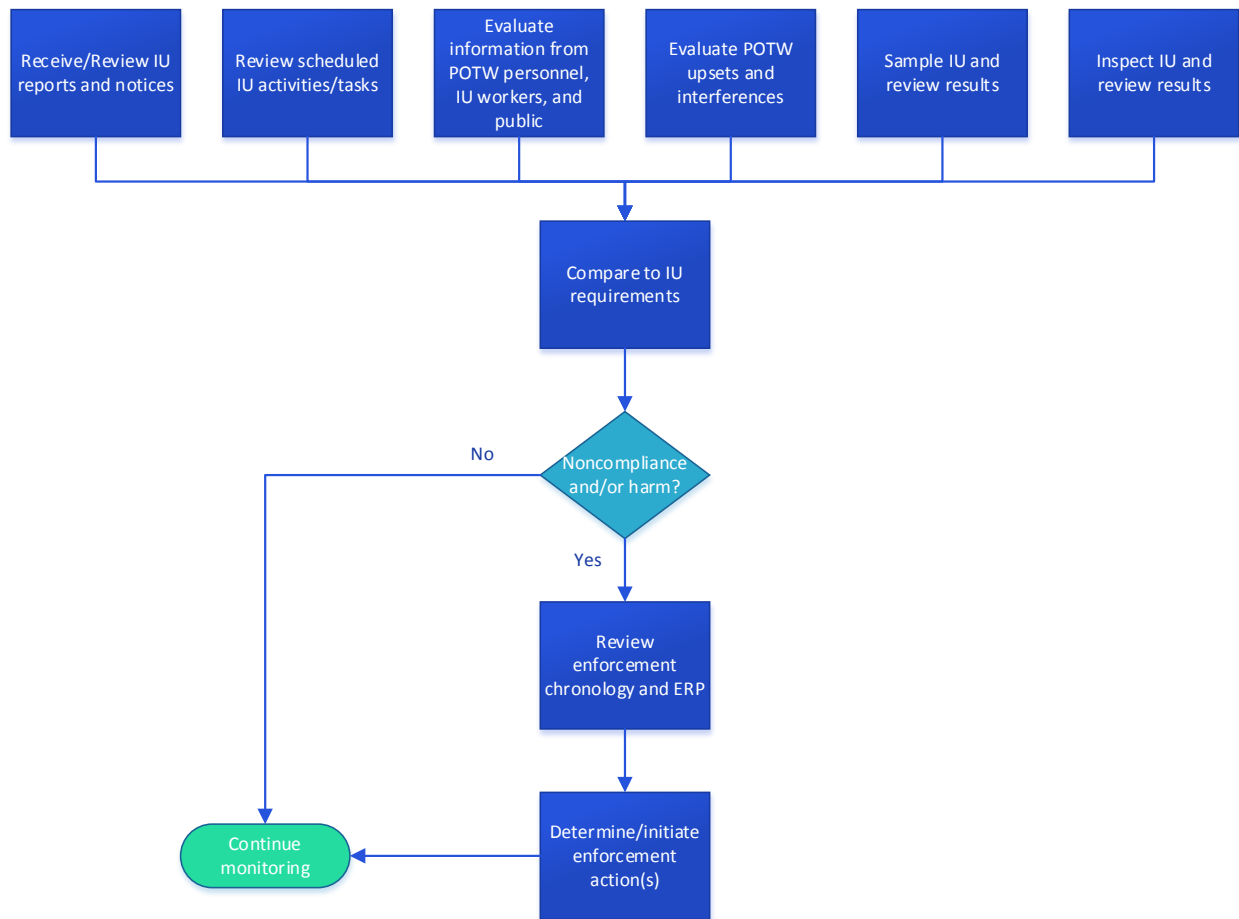 Receive/Review IU
reports and notices
Review scheduled
IU activities/tasks
Evaluate
information from
POTW personnel,
IU workers, and
public
Evaluate POTW
upsets and
interferences
Sample IU and
review results
Inspect IU and
review results
Compare to IU
requirements
No
Noncompliance
and/or harm?
Yes
Review
enforcement
chronology and ERP
Continue
monitoring
Determine/initiate
enforcement
action(s)